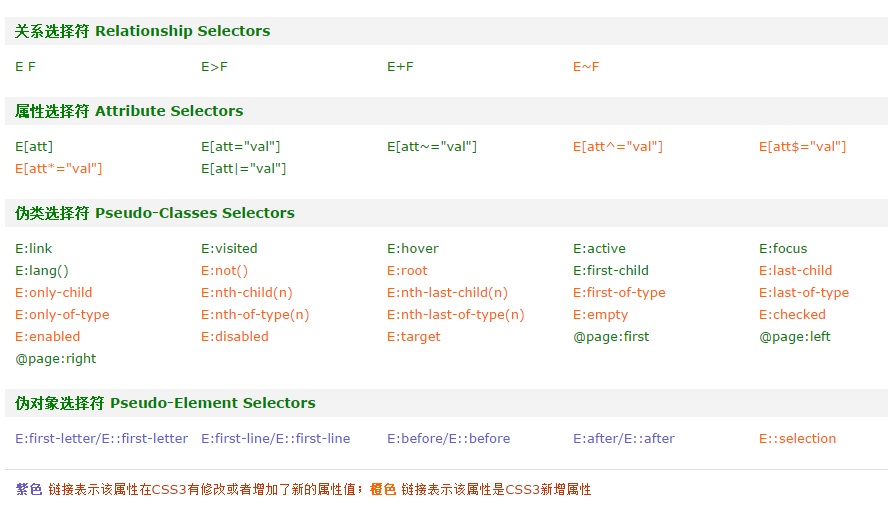 关系选择符 Relationship Selectors
E F E>F E+F E~F
属性选择符 Attribute Selectors
E[att] E[att="val"] E[att~="val"] E[att^="val"] E[att$="val"]
E[att*="val"] E[att|="val"]
伪类选择符 Pseudo-Classes Selectors
E:link E:visited E:hover E:active E:focus
E:lang() E:not() E:root E:first-child E:last-child
E:only-child E:nth-child(n) E:nth-last-child(n) E:first-of-type E:last-of-type
E:only-of-type E:nth-of-type(n) E:nth-last-of-type(n) E:empty E:checked
E:enabled E:disabled E:target @page:first @page:left
@page:right
伪对象选择符 Pseudo-Element Selectors
E:first-letter/E::first-letter E:first-line/E::first-line E:before/E::before E:after/E::after E::selection
紫色 链接表示该属性在CSS3有修改或者增加了新的属性值；橙色 链接表示该属性是CSS3新增属性